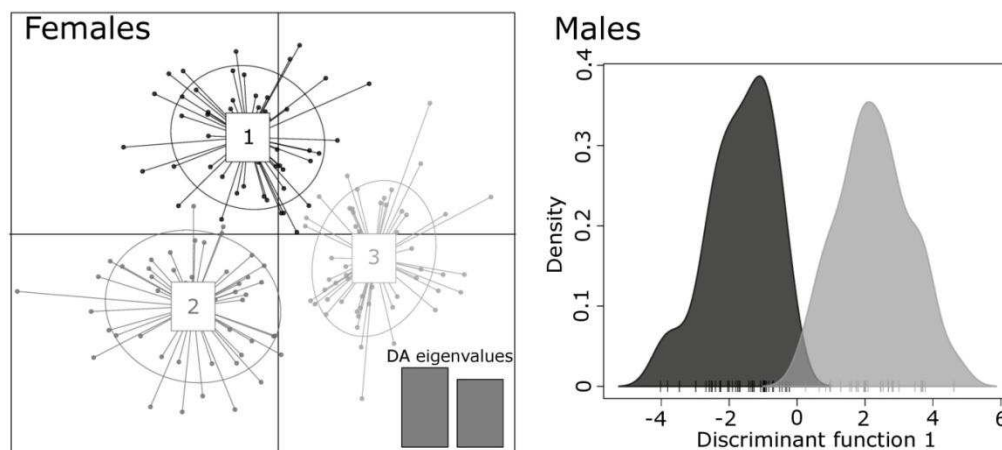 Females
1
2
3
DA eigenvalues
Males
Density
0.4
0.3
0.2
0.1
0
-4
-2
0
2
4
6
Discriminant function 1